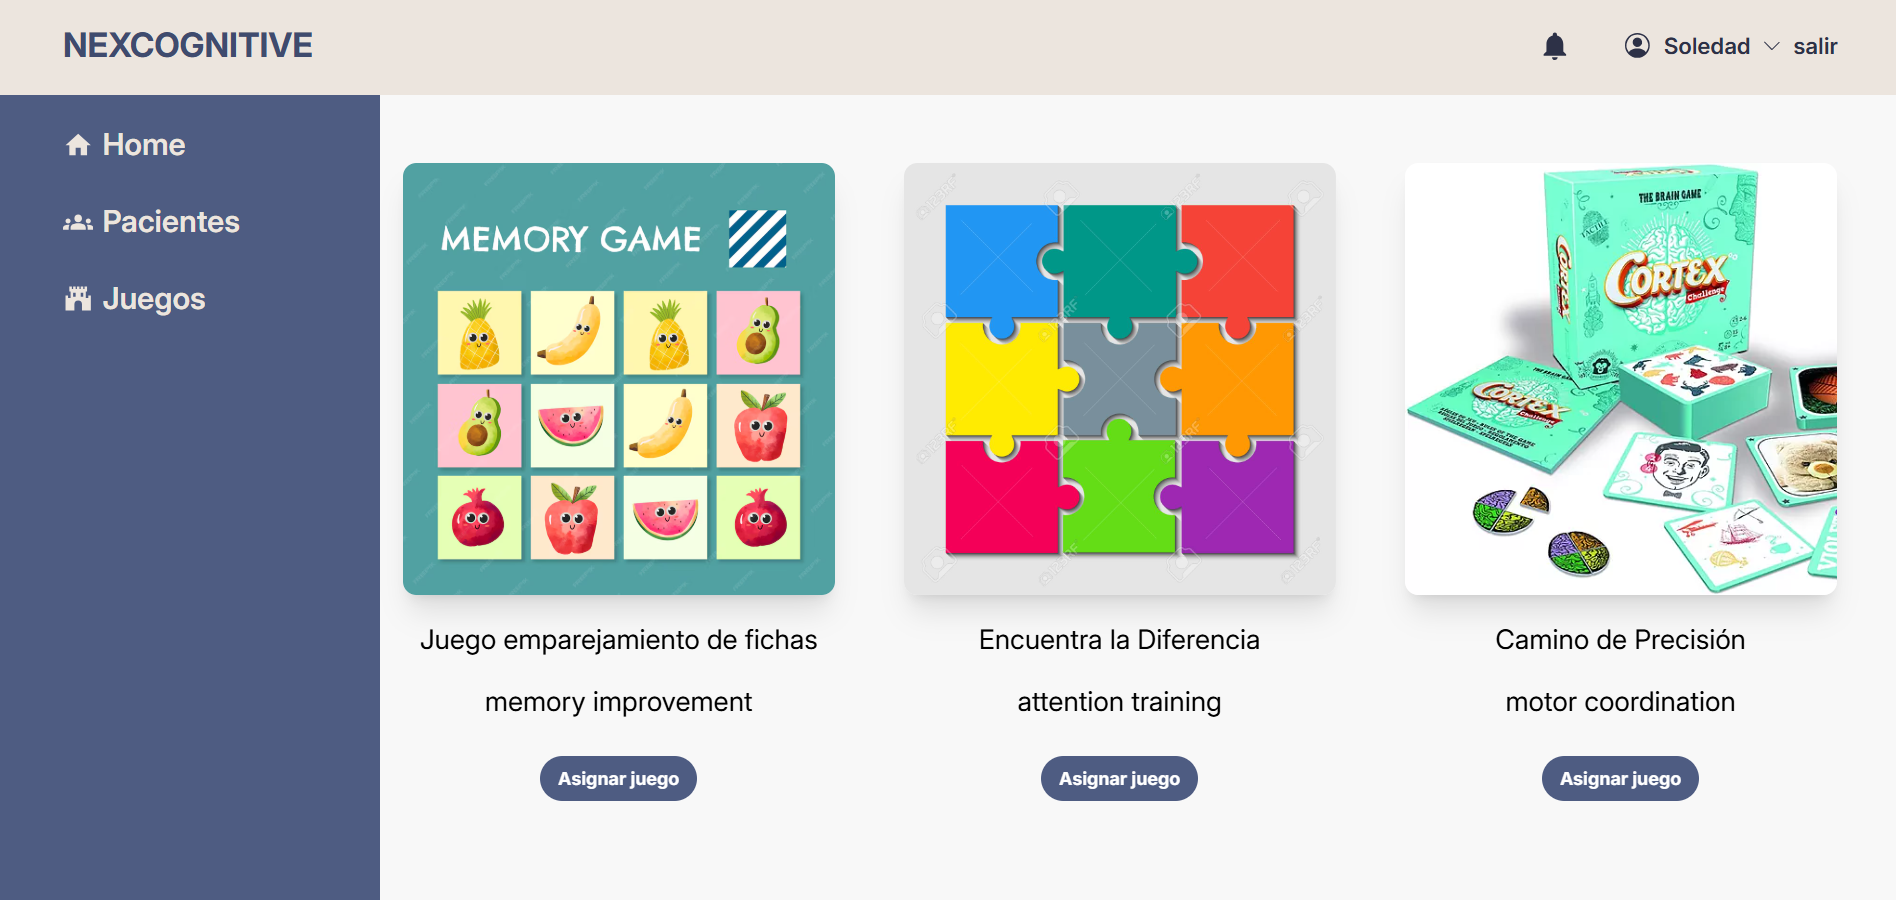 NEXCOGNITIVE
Soledad
salir
Home
Pacientes
Juegos
MEMORY GAME
THE BRAIN GAME
CORTEX
Challenge
CORTEX
Juego emparejamiento de fichas
Encuentra la Diferencia
Camino de Precisión
memory improvement
attention training
motor coordination
Asignar juego
Asignar juego
Asignar juego